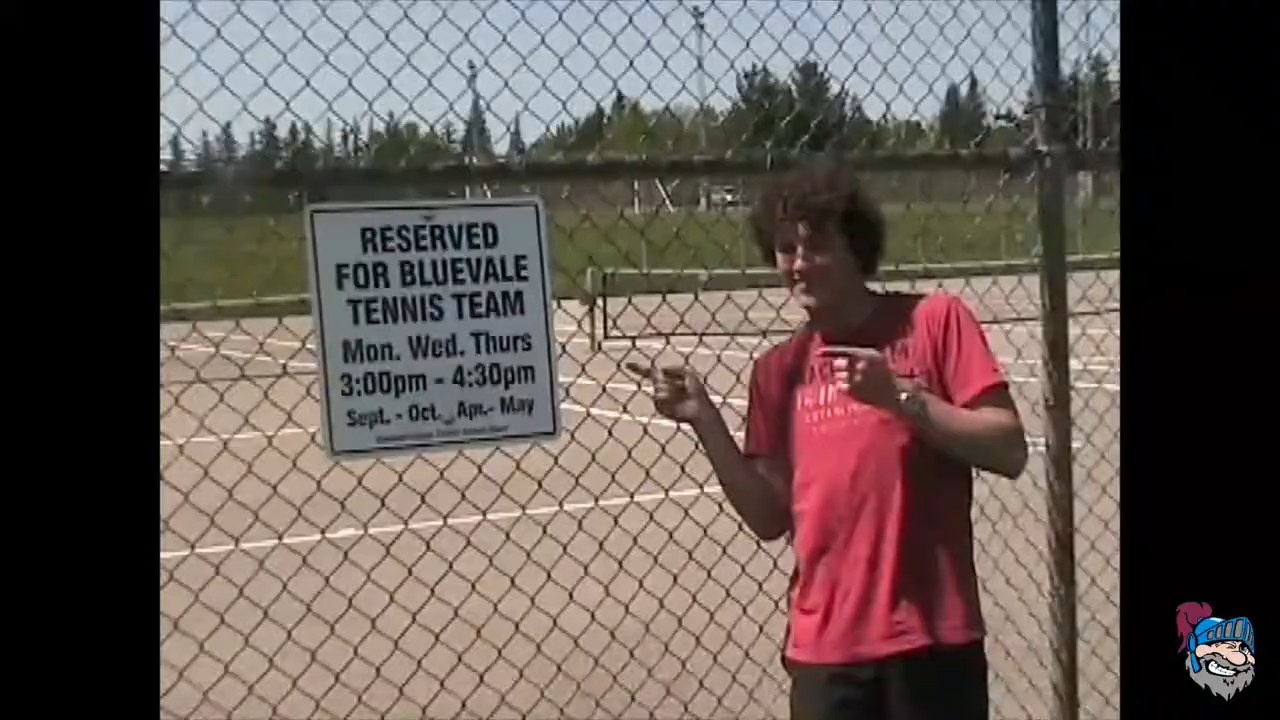 RESERVED
FOR BLUEVALE
TENNIS TEAM
Mon. Wed. Thurs
3:00pm - 4:30pm
Sept. - Oct. Apr. - May